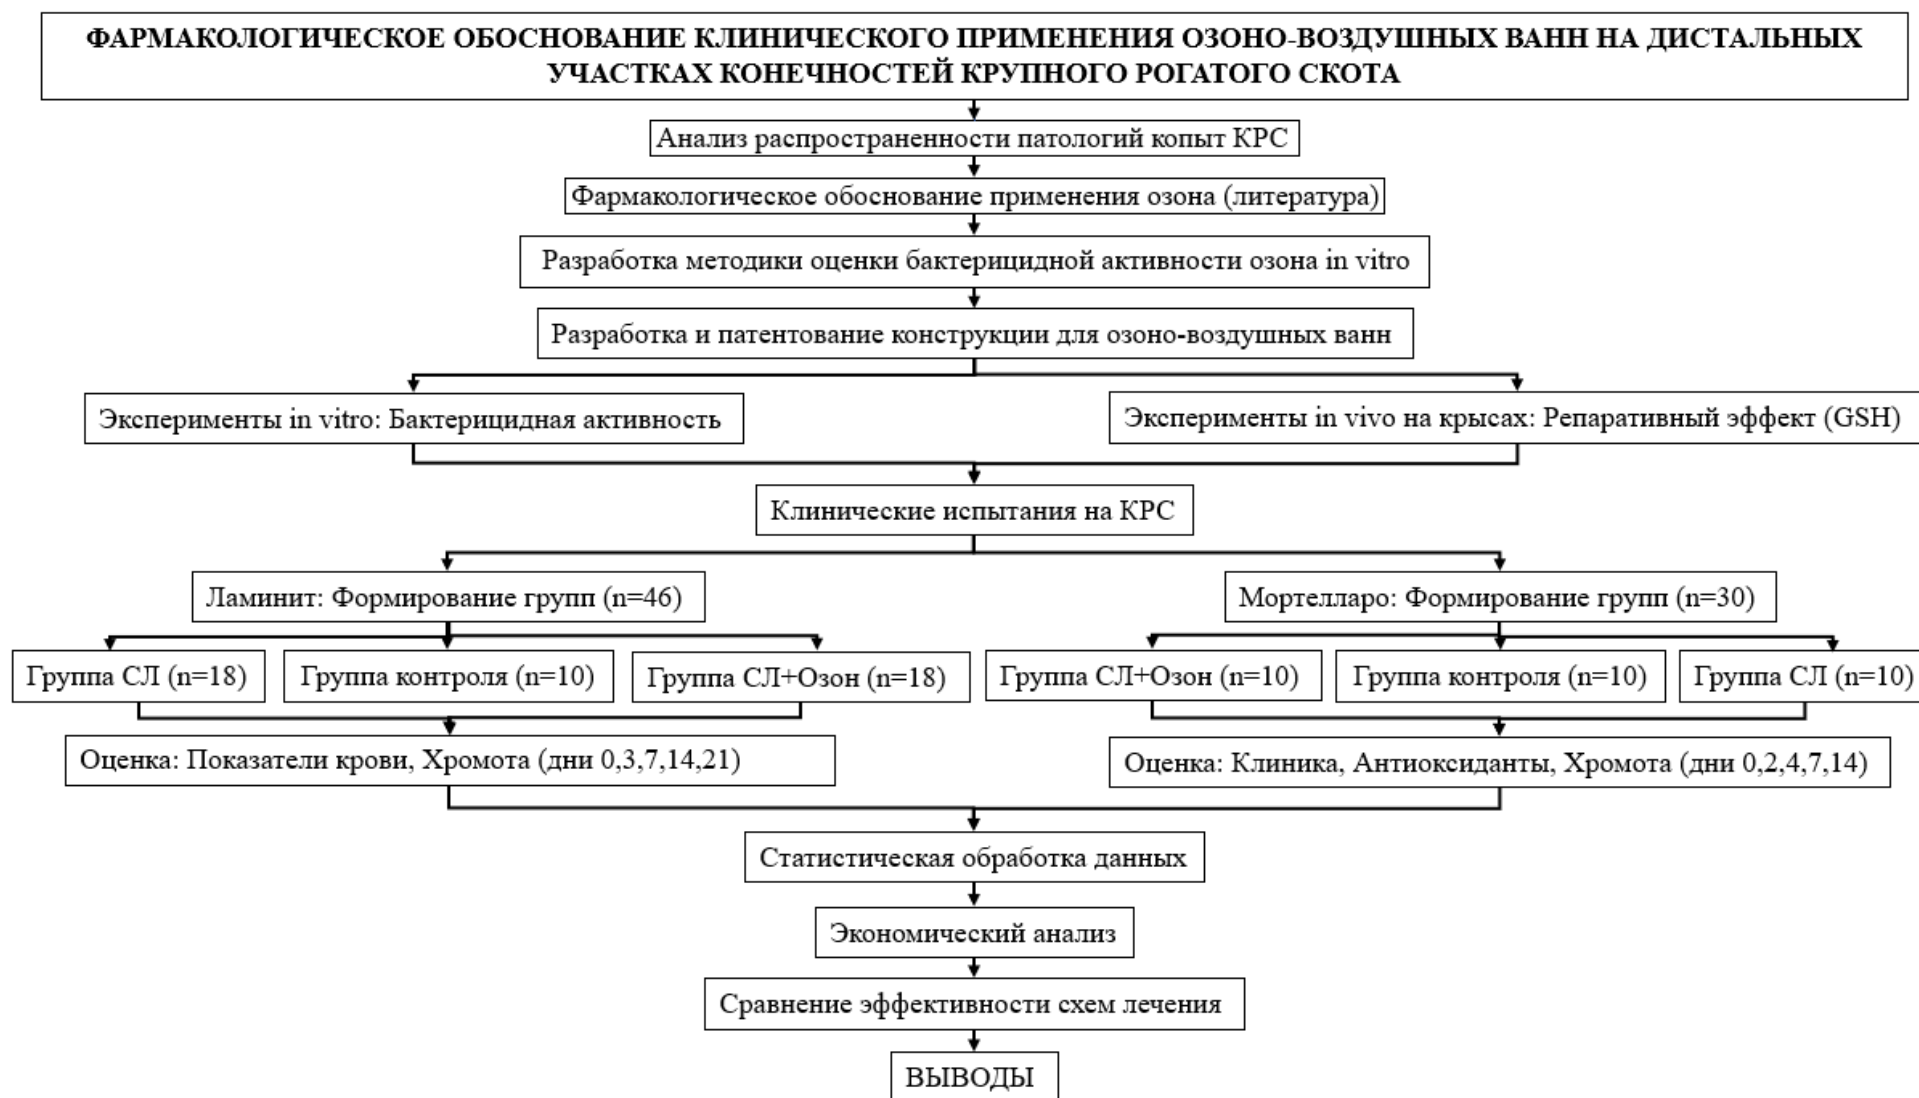 ФАРМАКОЛОГИЧЕСКОЕ ОБОСНОВАНИЕ КЛИНИЧЕСКОГО ПРИМЕНЕНИЯ ОЗОНО-ВОЗДУШНЫХ ВАНН НА ДИСТАЛЬНЫХ
УЧАСТКАХ КОНЕЧНОСТЕЙ КРУПНОГО РОГАТОГО СКОТА
Анализ распространенности патологий копыт КРС
Фармакологическое обоснование применения озона (литература)
Разработка методики оценки бактерицидной активности озона in vitro
Разработка и патентование конструкции для озоно-воздушных ванн
Эксперименты in vitro: Бактерицидная активность
Эксперименты in vivo на крысах: Репаративный эффект (GSH)
Клинические испытания на КРС
Ламинит: Формирование групп (n=46)
Мортелларо: Формирование групп (n=30)
Группа СЛ (n=18)
Группа контроля (n=10)
Группа СЛ+Озон (n=18)
Группа СЛ+Озон (n=10)
Группа контроля (n=10)
Группа СЛ (n=10)
Оценка: Показатели крови, Хромота (дни 0,3,7,14,21)
Оценка: Клиника, Антиоксиданты, Хромота (дни 0,2,4,7,14)
Статистическая обработка данных
Экономический анализ
Сравнение эффективности схем лечения
ВЫВОДЫ